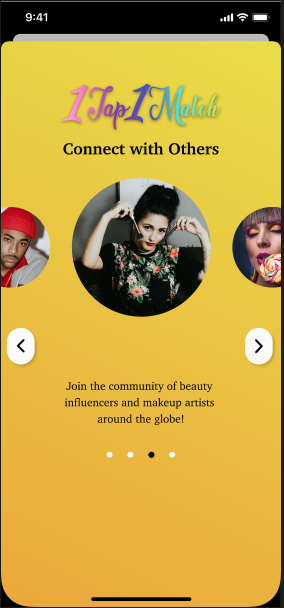 9:41
1Tap1Match
Connect with Others
Join the community of beauty
influencers and makeup artists
around the globe!